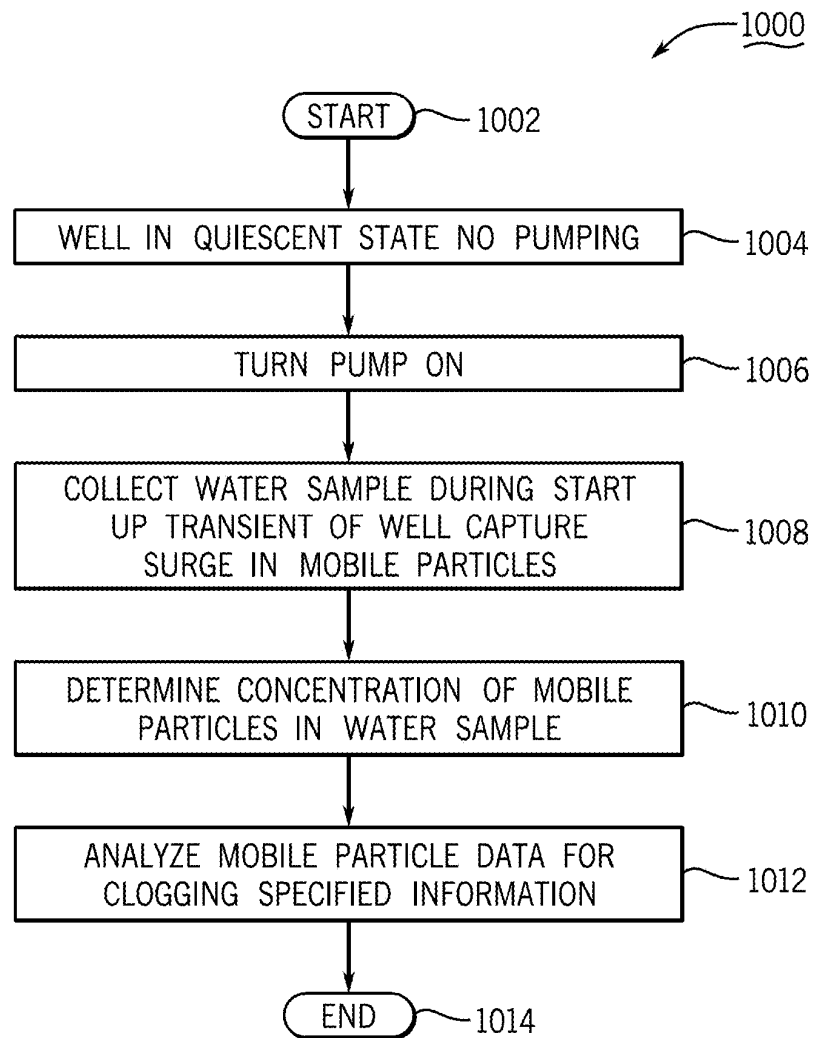 1000
START
1002
WELL IN QUIESCENT STATE NO PUMPING
1004
TURN PUMP ON
1006
COLLECT WATER SAMPLE DURING START
UP TRANSIENT OF WELL CAPTURE
SURGE IN MOBILE PARTICLES
1008
DETERMINE CONCENTRATION OF MOBILE
PARTICLES IN WATER SAMPLE
1010
ANALYZE MOBILE PARTICLE DATA FOR
CLOGGING SPECIFIED INFORMATION
1012
END
1014